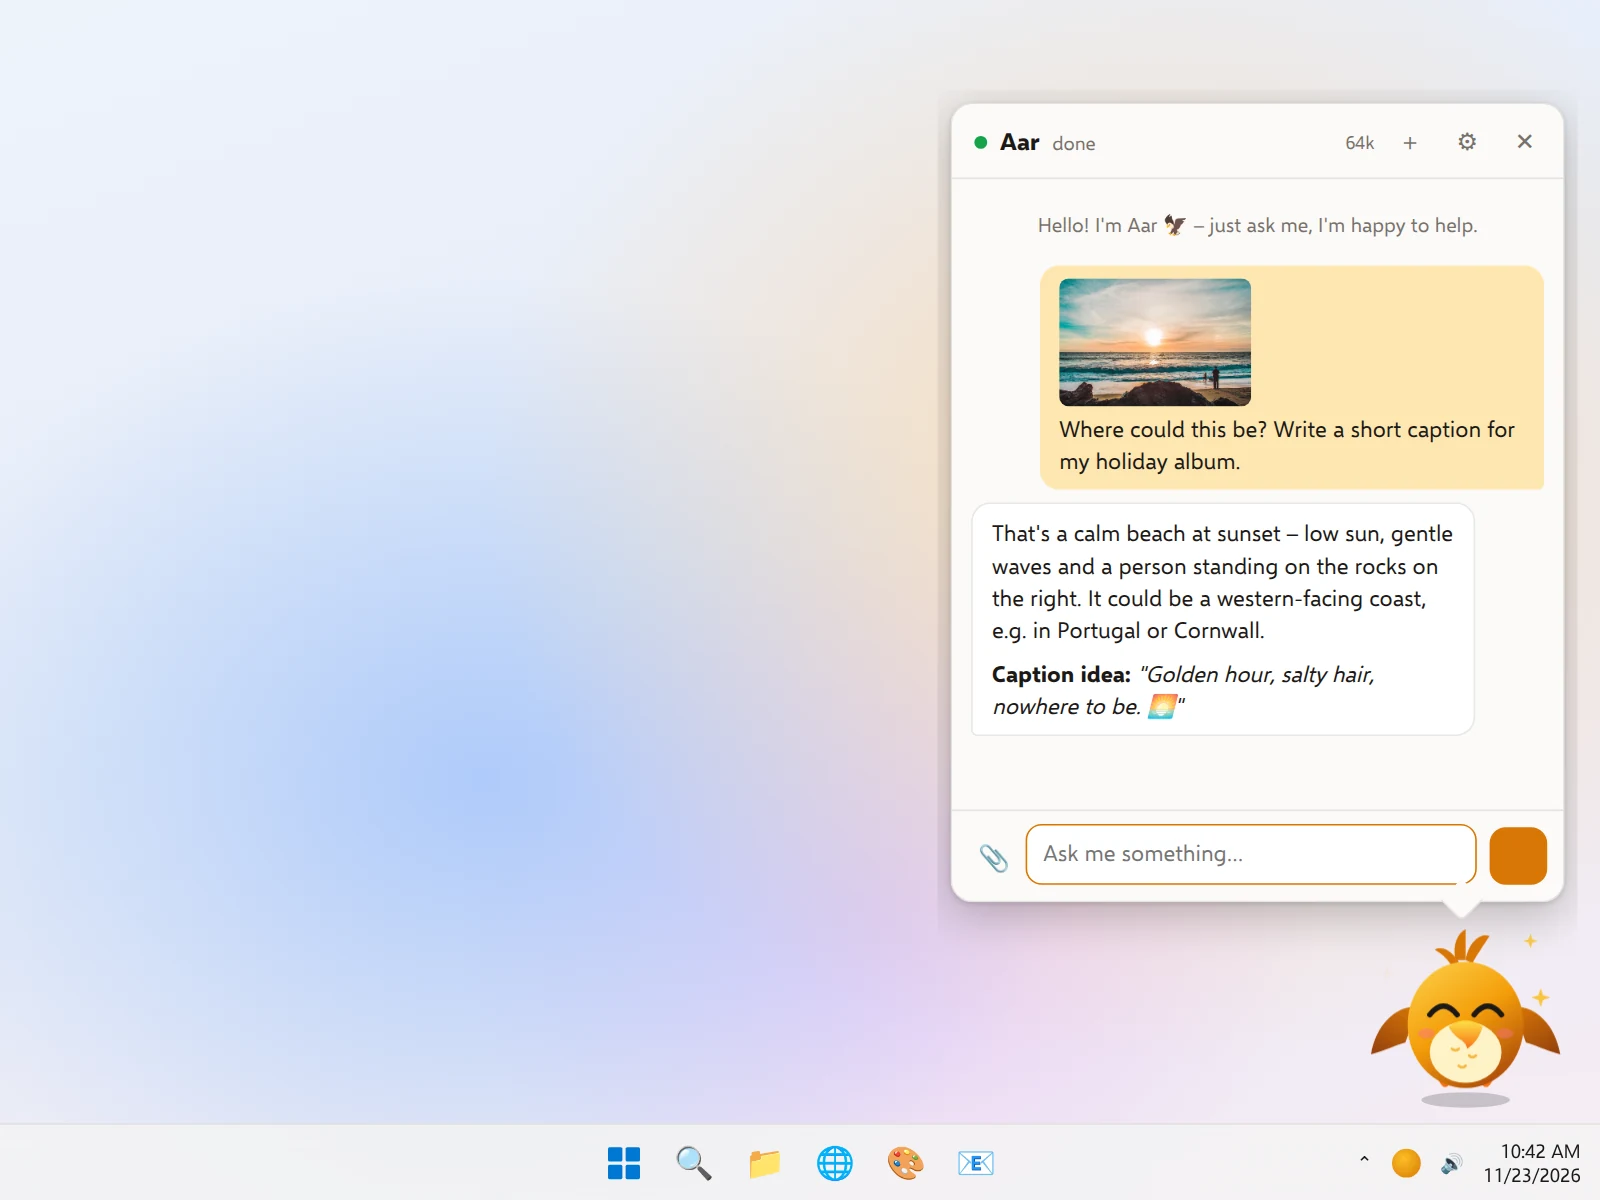 Aar done 64k + ⚙ ✕
Hello! I'm Aar 🦅 – just ask me, I'm happy to help.
Where could this be? Write a short caption for
my holiday album.
That's a calm beach at sunset – low sun, gentle
waves and a person standing on the rocks on
the right. It could be a western-facing coast,
e.g. in Portugal or Cornwall.
Caption idea: "Golden hour, salty hair,
nowhere to be. 🌅"
Ask me something...
10:42 AM
11/23/2026